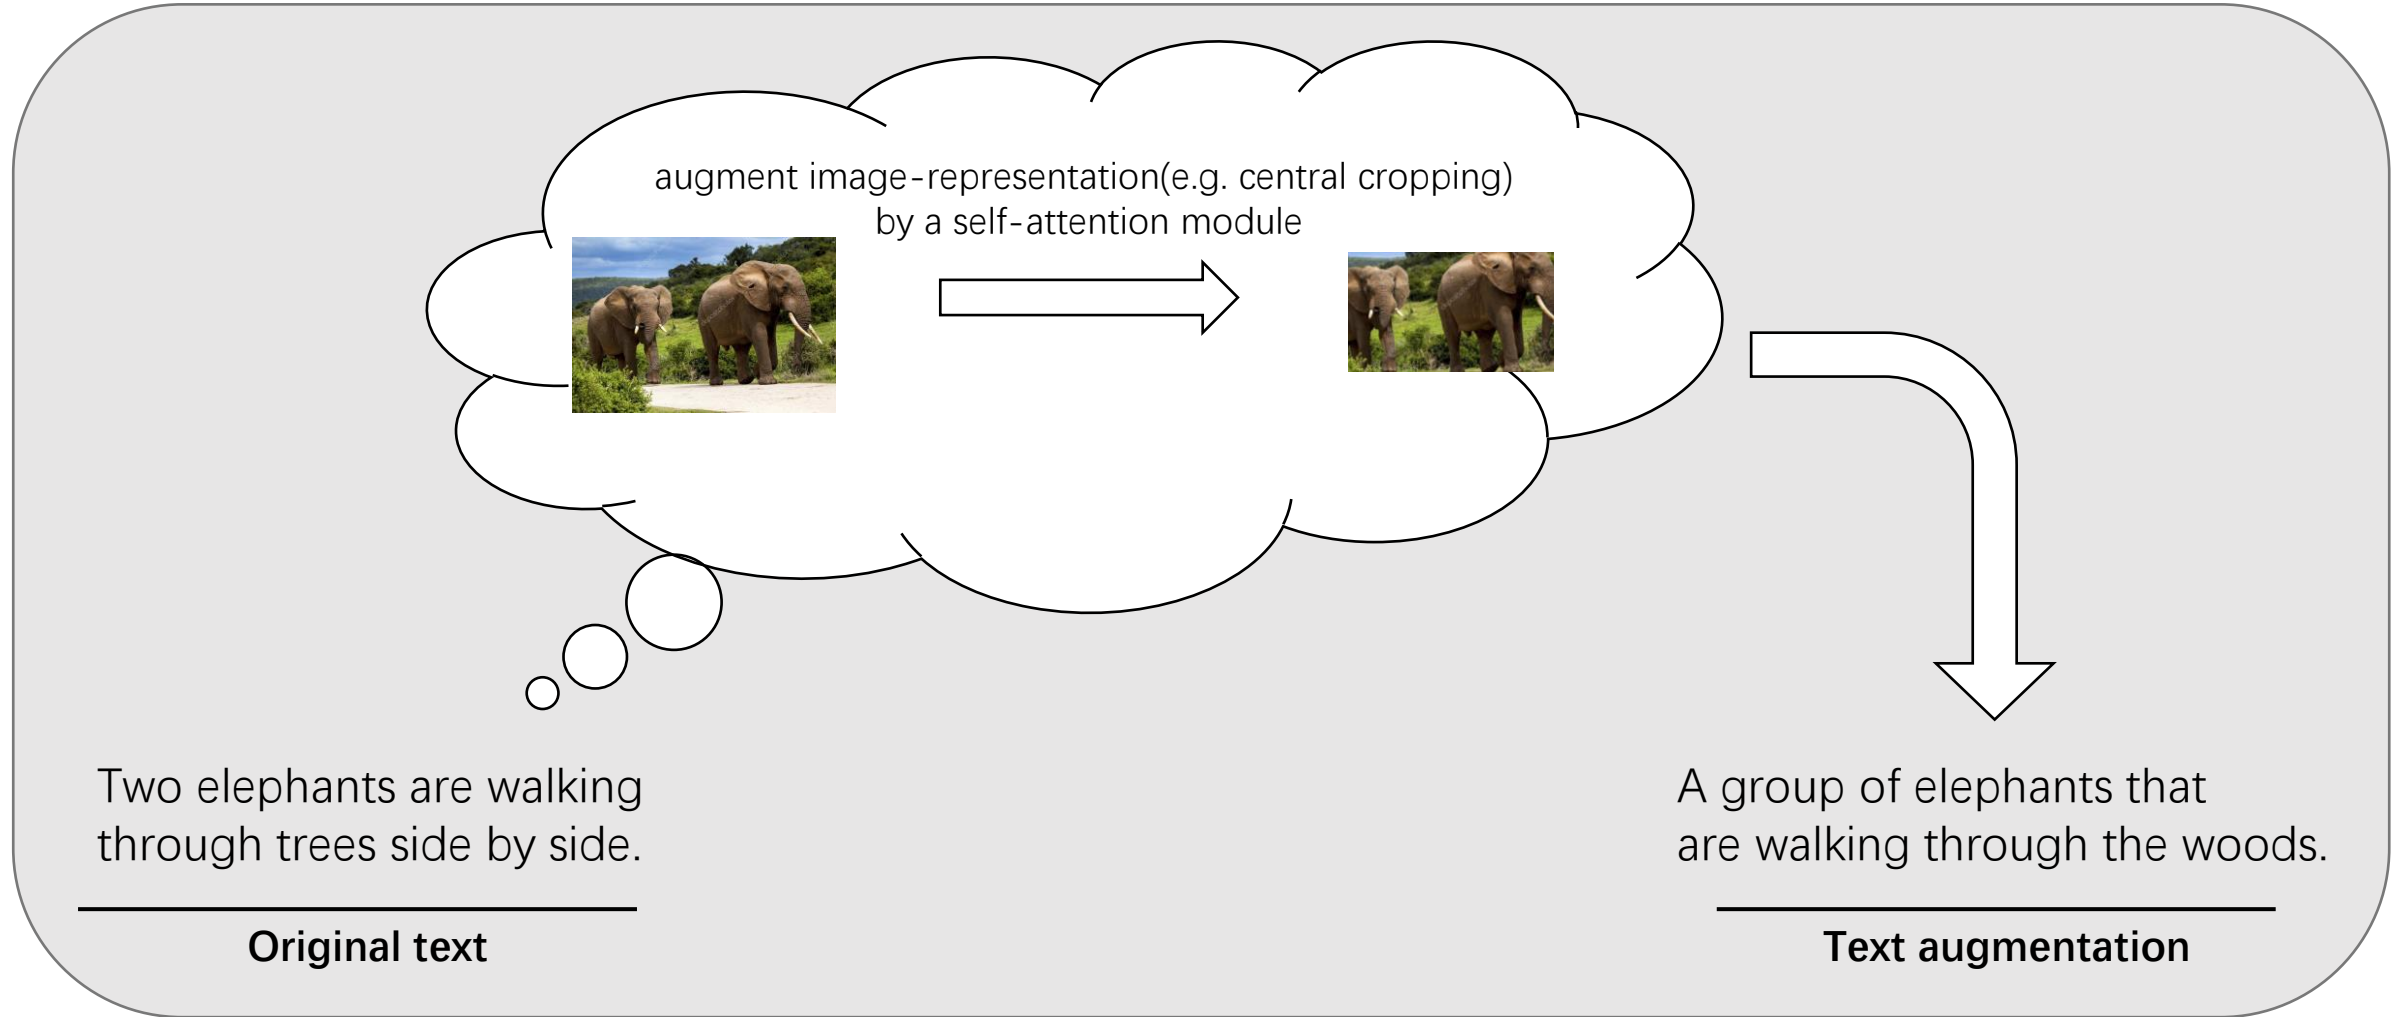 augment image-representation(e.g. central cropping)
by a self-attention module
Two elephants are walking
through trees side by side.
Original text
A group of elephants that
are walking through the woods.
Text augmentation